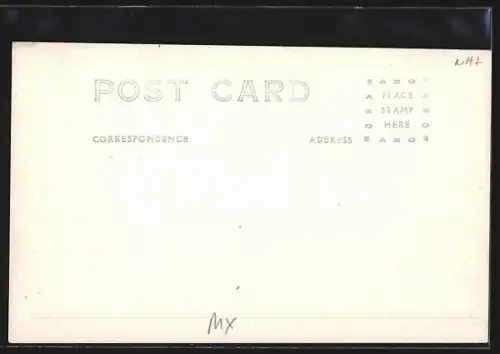 POST CARD
CORRESPONDENCE
ADDRESS
PLACE
STAMP
HERE
MX